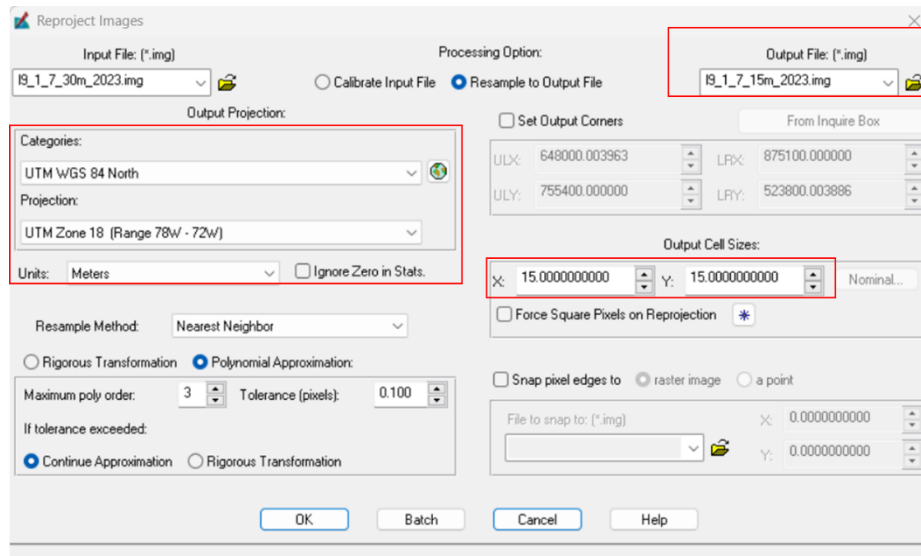 Reproject Images
Input File: (*.img)
Processing Option:
Output File: (*.img)
l9_1_7_30m_2023.img
Calibrate Input File
Resample to Output File
l9_1_7_15m_2023.img
Output Projection:
Categories:
UTM WGS 84 North
Projection:
UTM Zone 18 (Range 78W - 72W)
Units: Meters
Ignore Zero in Stats.
Set Output Corners
From Inquire Box
ULX: 648000.003963
LRX: 875100.000000
ULY: 755400.000000
LRY: 523800.003886
Output Cell Sizes:
X: 15.0000000000
Y: 15.0000000000
Nominal...
Force Square Pixels on Reprojection
Resample Method: Nearest Neighbor
Rigorous Transformation
Polynomial Approximation:
Maximum poly order: 3
Tolerance (pixels): 0.100
If tolerance exceeded:
Continue Approximation
Rigorous Transformation
Snap pixel edges to
raster image
a point
File to snap to: (*.img)
X: 0.0000000000
Y: 0.0000000000
OK
Batch
Cancel
Help